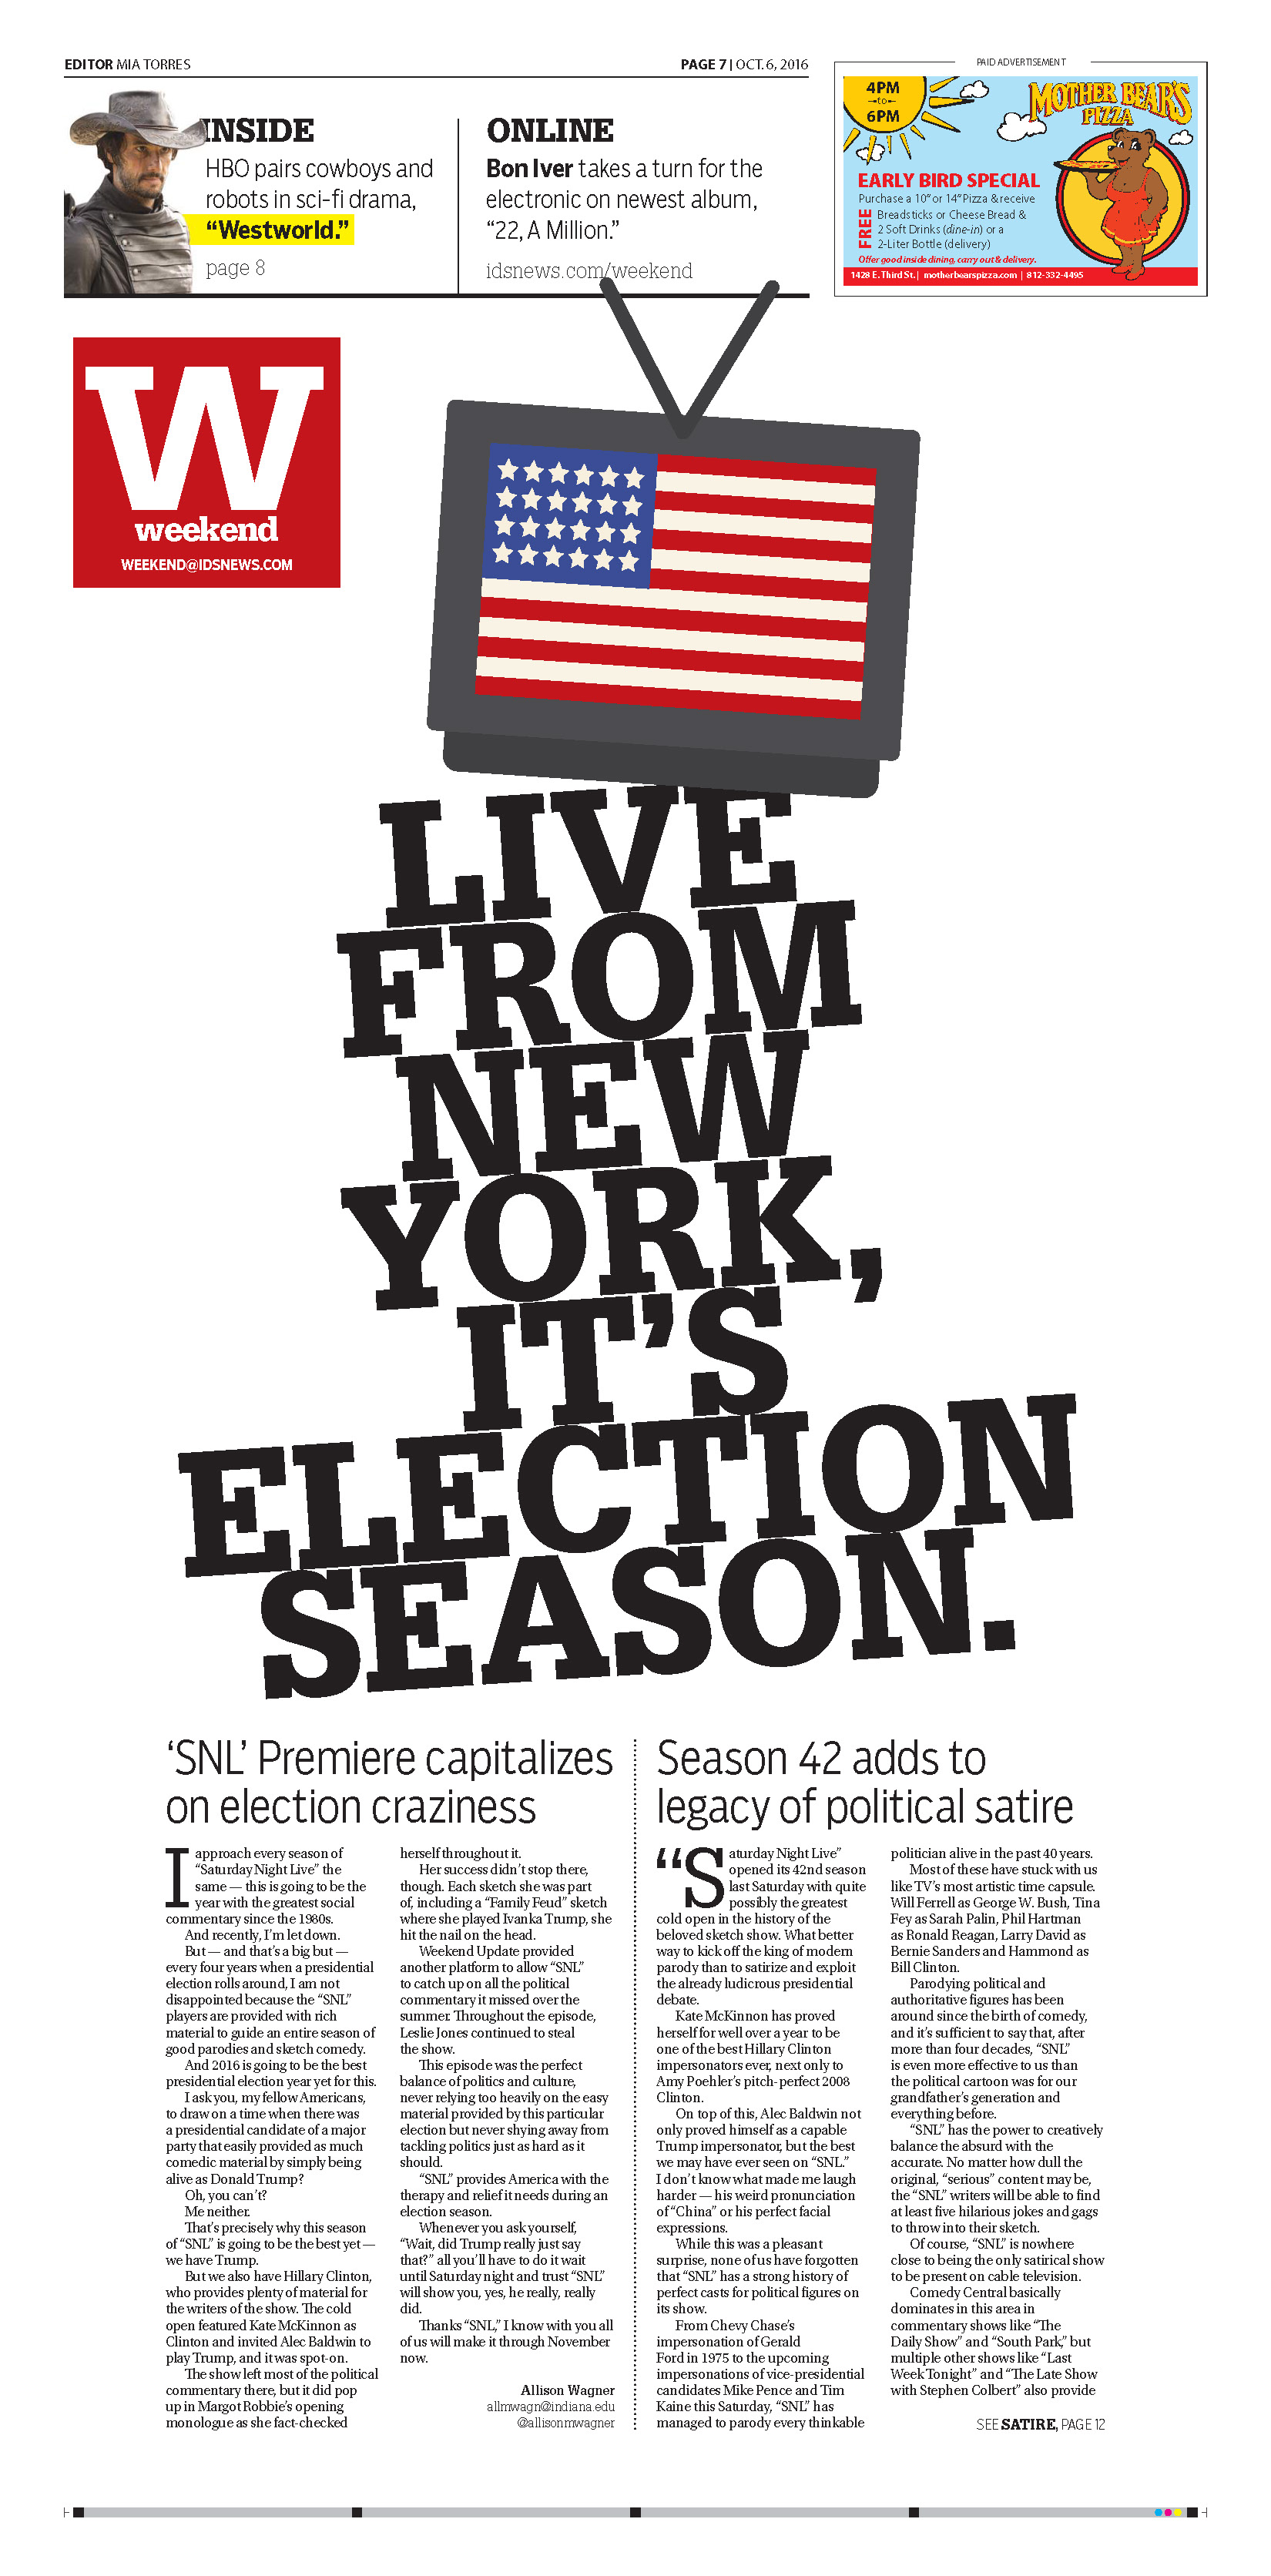 EDITOR MIA TORRES
PAGE 7 | OCT. 6, 2016
INSIDE
HBO pairs cowboys and
robots in sci-fi drama,
“Westworld.”
page 8
ONLINE
Bon Iver takes a turn for the
electronic on newest album,
“22, A Million.”
idsnews.com/weekend
PAID ADVERTISEMENT
4PM
to
6PM
MOTHER BEAR'S
PIZZA
EARLY BIRD SPECIAL
Purchase a 10” or 14” Pizza & receive
FREE
Breadsticks or Cheese Bread &
2 Soft Drinks (dine-in) or a
2-Liter Bottle (delivery)
Offer good inside dining, carry out & delivery.
1428 E. Third St. | motherbearspizza.com | 812-332-4495
W
weekend
WEEKEND@IDSNEWS.COM
LIVE
FROM
NEW
YORK,
IT’S
ELECTION
SEASON.
‘SNL’ Premiere capitalizes
on election craziness
I approach every season of
“Saturday Night Live” the
same — this is going to be the
year with the greatest social
commentary since the 1980s.
And recently, I’m let down.
But — and that’s a big but —
every four years when a presidential
election rolls around, I am not
disappointed because the “SNL”
players are provided with rich
material to guide an entire season of
good parodies and sketch comedy.
And 2016 is going to be the best
presidential election year yet for this.
I ask you, my fellow Americans,
to draw on a time when there was
a presidential candidate of a major
party that easily provided as much
comedic material by simply being
alive as Donald Trump?
Oh, you can’t?
Me neither.
That’s precisely why this season
of “SNL” is going to be the best yet —
we have Trump.
But we also have Hillary Clinton,
who provides plenty of material for
the writers of the show. The cold
open featured Kate McKinnon as
Clinton and invited Alec Baldwin to
play Trump, and it was spot-on.
The show left most of the political
commentary there, but it did pop
up in Margot Robbie’s opening
monologue as she fact-checked
herself throughout it.
Her success didn’t stop there,
though. Each sketch she was part
of, including a “Family Feud” sketch
where she played Ivanka Trump, she
hit the nail on the head.
Weekend Update provided
another platform to allow “SNL”
to catch up on all the political
commentary it missed over the
summer. Throughout the episode,
Leslie Jones continued to steal
the show.
This episode was the perfect
balance of politics and culture,
never relying too heavily on the easy
material provided by this particular
election but never shying away from
tackling politics just as hard as it
should.
“SNL” provides America with the
therapy and relief it needs during an
election season.
Whenever you ask yourself,
“Wait, did Trump really just say
that?” all you’ll have to do it wait
until Saturday night and trust “SNL”
will show you, yes, he really, really
did.
Thanks “SNL,” I know with you all
of us will make it through November
now.
Allison Wagner
allmwagn@indiana.edu
@allisonmwagner
Season 42 adds to
legacy of political satire
“Saturday Night Live”
opened its 42nd season
last Saturday with quite
possibly the greatest
cold open in the history of the
beloved sketch show. What better
way to kick off the king of modern
parody than to satirize and exploit
the already ludicrous presidential
debate.
Kate McKinnon has proved
herself for well over a year to be
one of the best Hillary Clinton
impersonators ever, next only to
Amy Poehler’s pitch-perfect 2008
Clinton.
On top of this, Alec Baldwin not
only proved himself as a capable
Trump impersonator, but the best
we may have ever seen on “SNL.”
I don’t know what made me laugh
harder — his weird pronunciation
of “China” or his perfect facial
expressions.
While this was a pleasant
surprise, none of us have forgotten
that “SNL” has a strong history of
perfect casts for political figures on
its show.
From Chevy Chase’s
impersonation of Gerald
Ford in 1975 to the upcoming
impersonations of vice-presidential
candidates Mike Pence and Tim
Kaine this Saturday, “SNL” has
managed to parody every thinkable
politician alive in the past 40 years.
Most of these have stuck with us
like TV’s most artistic time capsule.
Will Ferrell as George W. Bush, Tina
Fey as Sarah Palin, Phil Hartman
as Ronald Reagan, Larry David as
Bernie Sanders and Hammond as
Bill Clinton.
Parodying political and
authoritative figures has been
around since the birth of comedy,
and it’s sufficient to say that, after
more than four decades, “SNL”
is even more effective to us than
the political cartoon was for our
grandfather’s generation and
everything before.
“SNL” has the power to creatively
balance the absurd with the
accurate. No matter how dull the
original, “serious” content may be,
the “SNL” writers will be able to find
at least five hilarious jokes and gags
to throw into their sketch.
Of course, “SNL” is nowhere
close to being the only satirical show
to be present on cable television.
Comedy Central basically
dominates in this area in
commentary shows like “The
Daily Show” and “South Park,” but
multiple other shows like “Last
Week Tonight” and “The Late Show
with Stephen Colbert” also provide
SEE SATIRE, PAGE 12